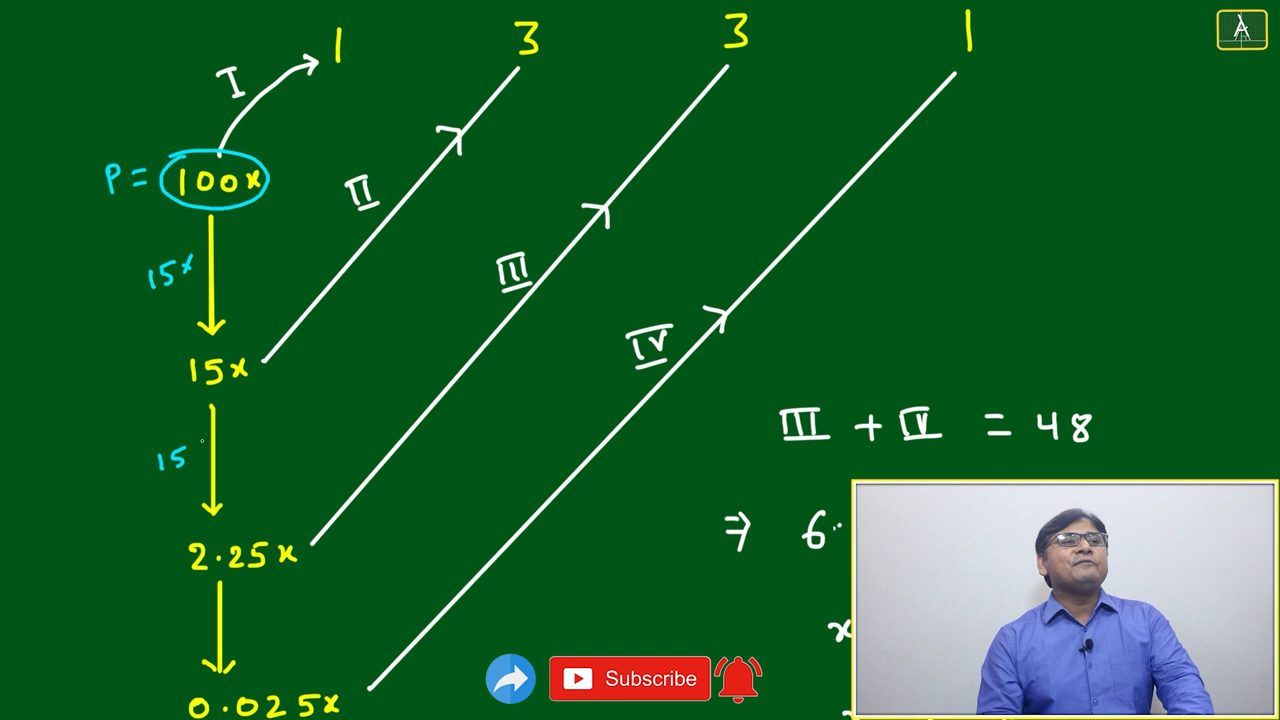 1 3 3 1
A
I
P = 100x
II
15x
III
15x
IV
III + IV = 48
15
⇒ 6.
2.25x
x
0.025x
Subscribe